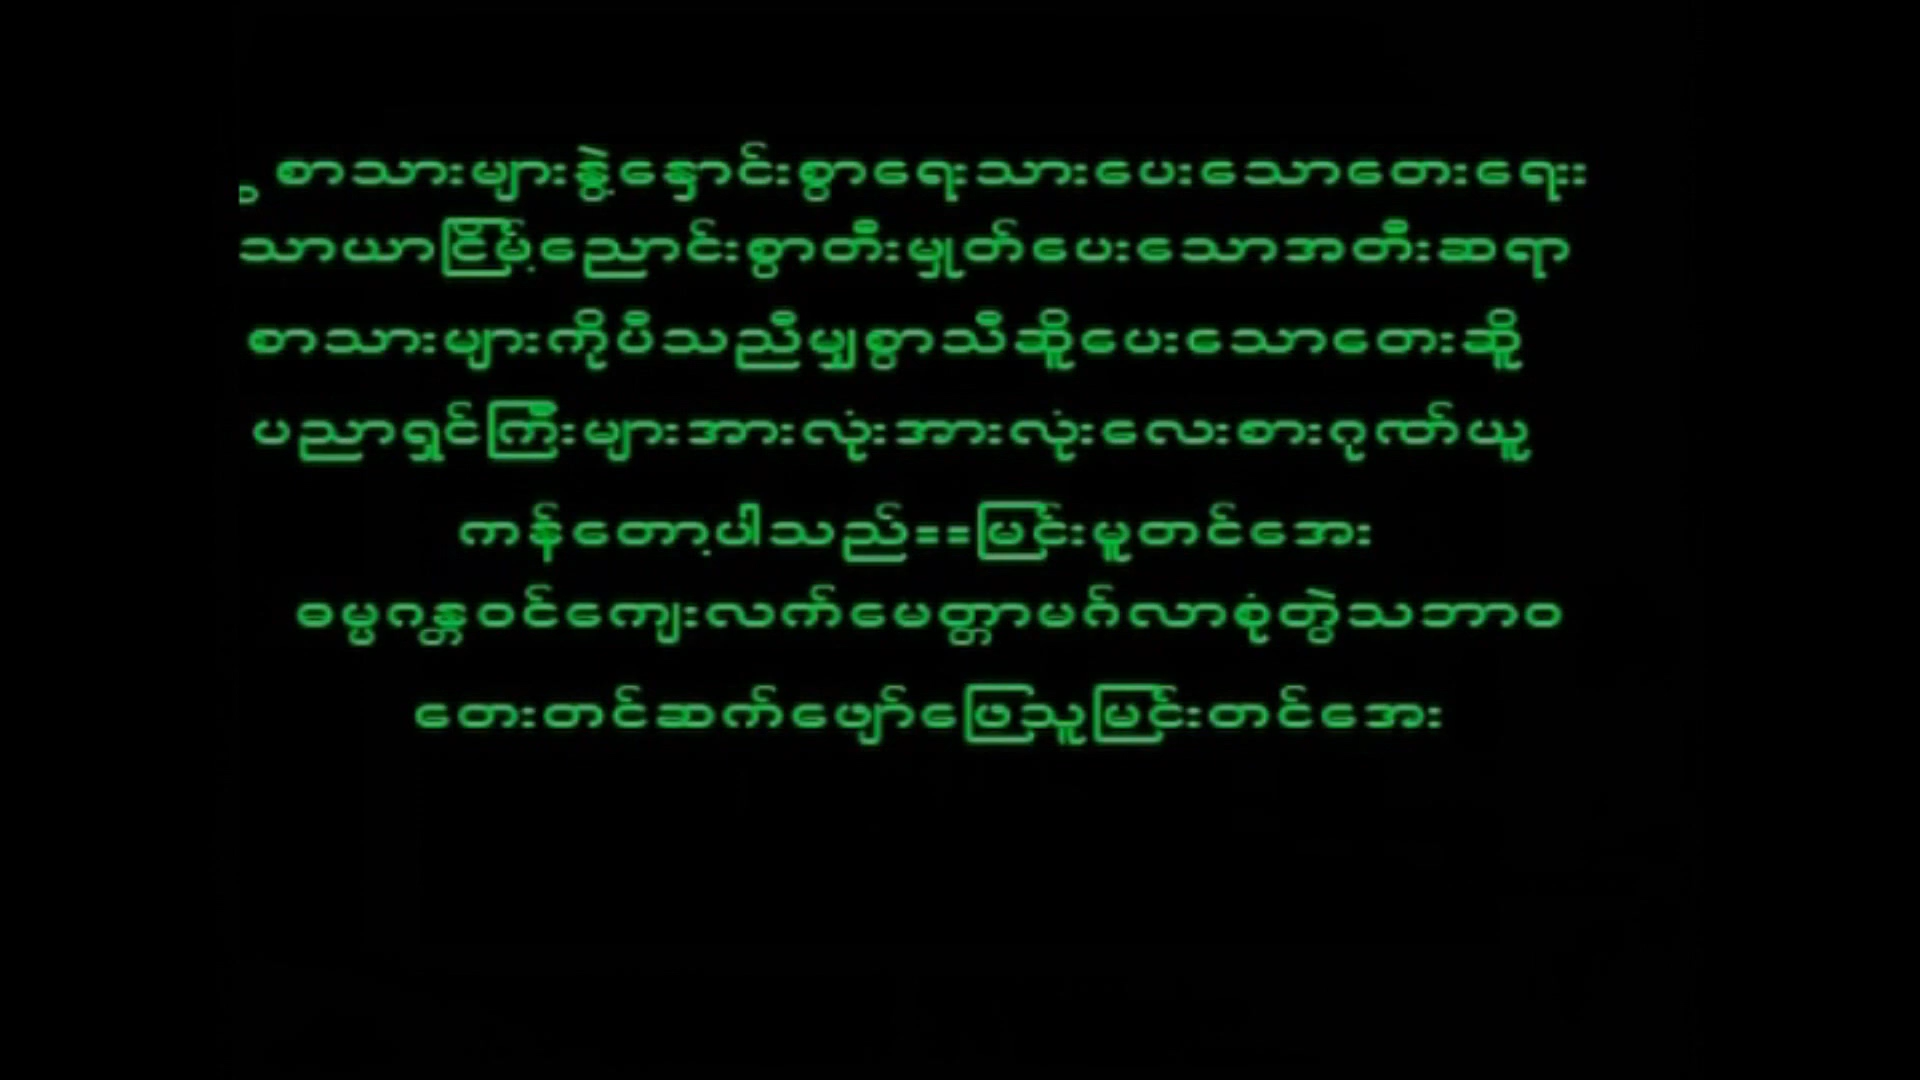 စာသားများနွဲ့နှောင်းစွာရေးသားပေးသောတေးရေးး
သာယာငြိမ့်ညောင်းစွာတီးမှုတ်ပေးသောအတီးဆရာ
စာသားများကိုပီသညီမျှစွာသီဆိူပေးသောတေးဆိူ
ပညာရှင်ကြီးများအားလုံးအားလုံးလေးစားဂုဏ်ယူ
ကန်တော့ပါသည်==မြင်းမူတင်အေး
ဓမ္မဂန္တဝင်ကျေးလက်မေတ္တာမင်္ဂလာစုံတွဲသဘာဝ
တေးတင်ဆက်ဖျော်ဖြေသူမြင်းတင်အေး